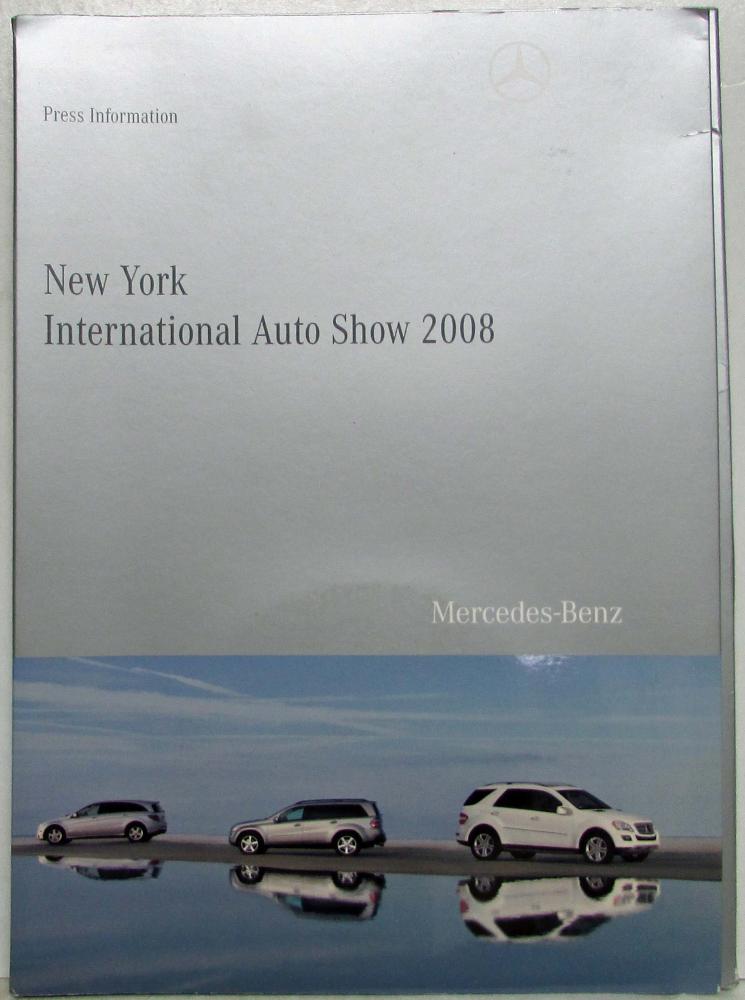 Press Information
New York
International Auto Show 2008
Mercedes-Benz